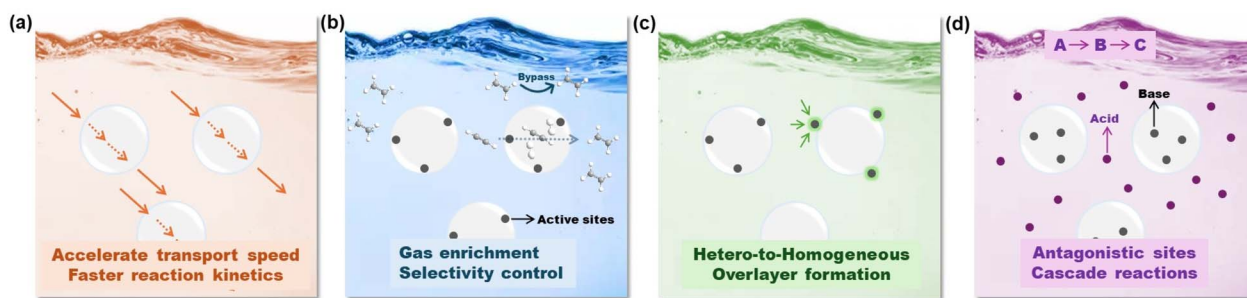 (a)
Accelerate transport speed
Faster reaction kinetics
(b)
Bypass
Active sites
Gas enrichment
Selectivity control
(c)
Hetero-to-Homogeneous
Overlayer formation
(d)
A → B → C
Base
Acid
Antagonistic sites
Cascade reactions